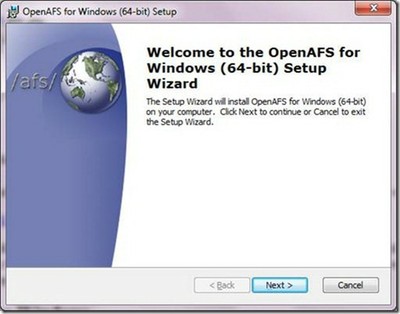 OpenAFS for Windows (64-bit) Setup
Welcome to the OpenAFS for
Windows (64-bit) Setup
Wizard
/afs/
The Setup Wizard will install OpenAFS for Windows (64-bit)
on your computer. Click Next to continue or Cancel to exit
the Setup Wizard.
< Back
Next >
Cancel